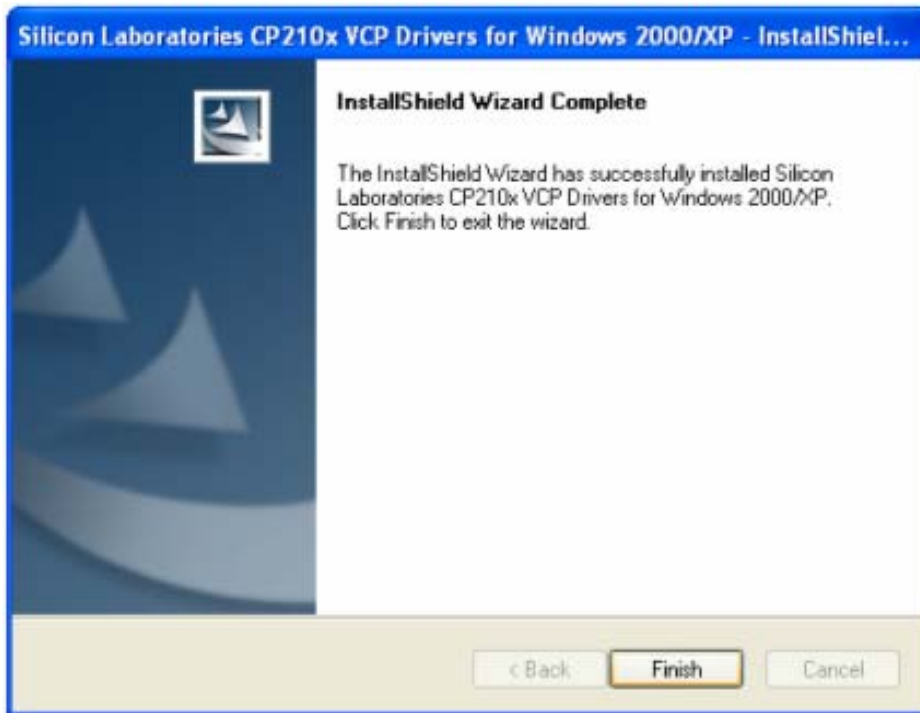 Silicon Laboratories CP210x VCP Drivers for Windows 2000/XP - InstallShiel...
InstallShield Wizard Complete
The InstallShield Wizard has successfully installed Silicon
Laboratories CP210x VCP Drivers for Windows 2000/XP.
Click Finish to exit the wizard.
< Back
Finish
Cancel